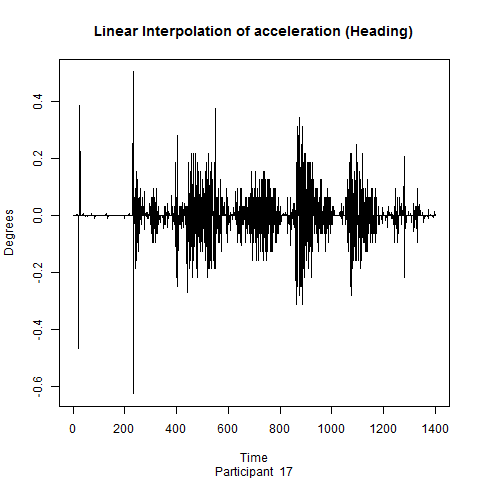 Linear Interpolation of acceleration (Heading)
0.4
0.2
0.0
-0.2
-0.4
-0.6
Degrees
0 200 400 600 800 1000 1200 1400
Time
Participant 17